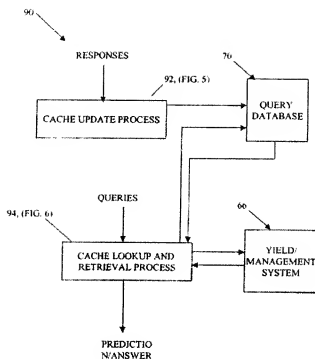 90
RESPONSES
92, (FIG. 5)
70
CACHE UPDATE PROCESS
QUERY
DATABASE
QUERIES
94, (FIG. 6)
66
CACHE LOOKUP AND
RETRIEVAL PROCESS
YIELD/
MANAGEMENT
SYSTEM
PREDICTIO
N/ANSWER